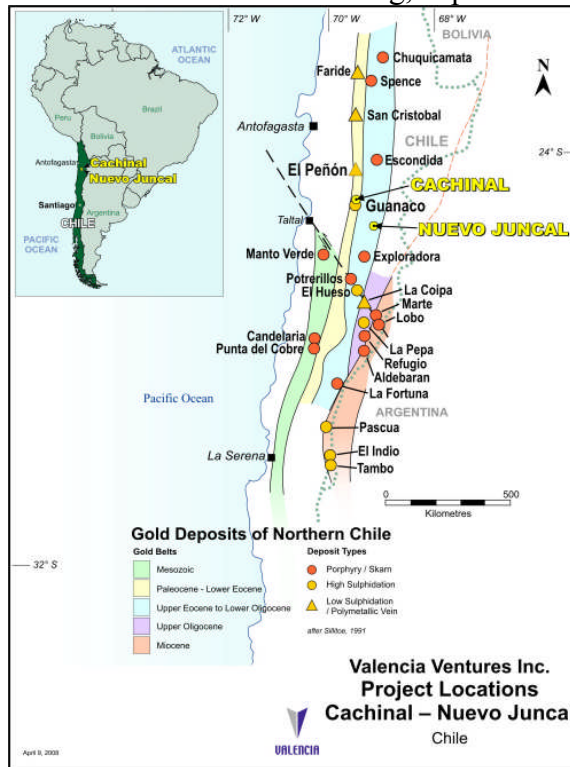 72° W
70° W
68° W
BOLIVIA
ATLANTIC
OCEAN
Peru
Brazil
Bolivia
Antofagasta
Cachinal
Nuevo Juncal
Santiago
Argentina
CHILE
PACIFIC
OCEAN
Chuquicamata
Faride
Spence
N
San Cristobal
Antofagasta
CHILE
24° S
Escondida
El Peñón
CACHINAL
Guanaco
Taltal
NUEVO JUNCAL
Manto Verde
Exploradora
Potrerillos
El Hueso
La Coipa
Marte
Lobo
Candelaria
Punta del Cobre
La Pepa
Refugio
Aldebaran
La Fortuna
Pacific Ocean
ARGENTINA
Pascua
La Serena
El Indio
Tambo
0
500
Kilometres
Gold Deposits of Northern Chile
Gold Belts
Deposit Types
Mesozoic
Porphyry / Skarn
Paleocene - Lower Eocene
High Sulphidation
Upper Eocene to Lower Oligocene
Low Sulphidation
/ Polymetallic Vein
Upper Oligocene
after Sillitoe, 1991
Miocene
32° S
Valencia Ventures Inc.
Project Locations
Cachinal – Nuevo Junca
Chile
VALENCIA
April 9, 2008